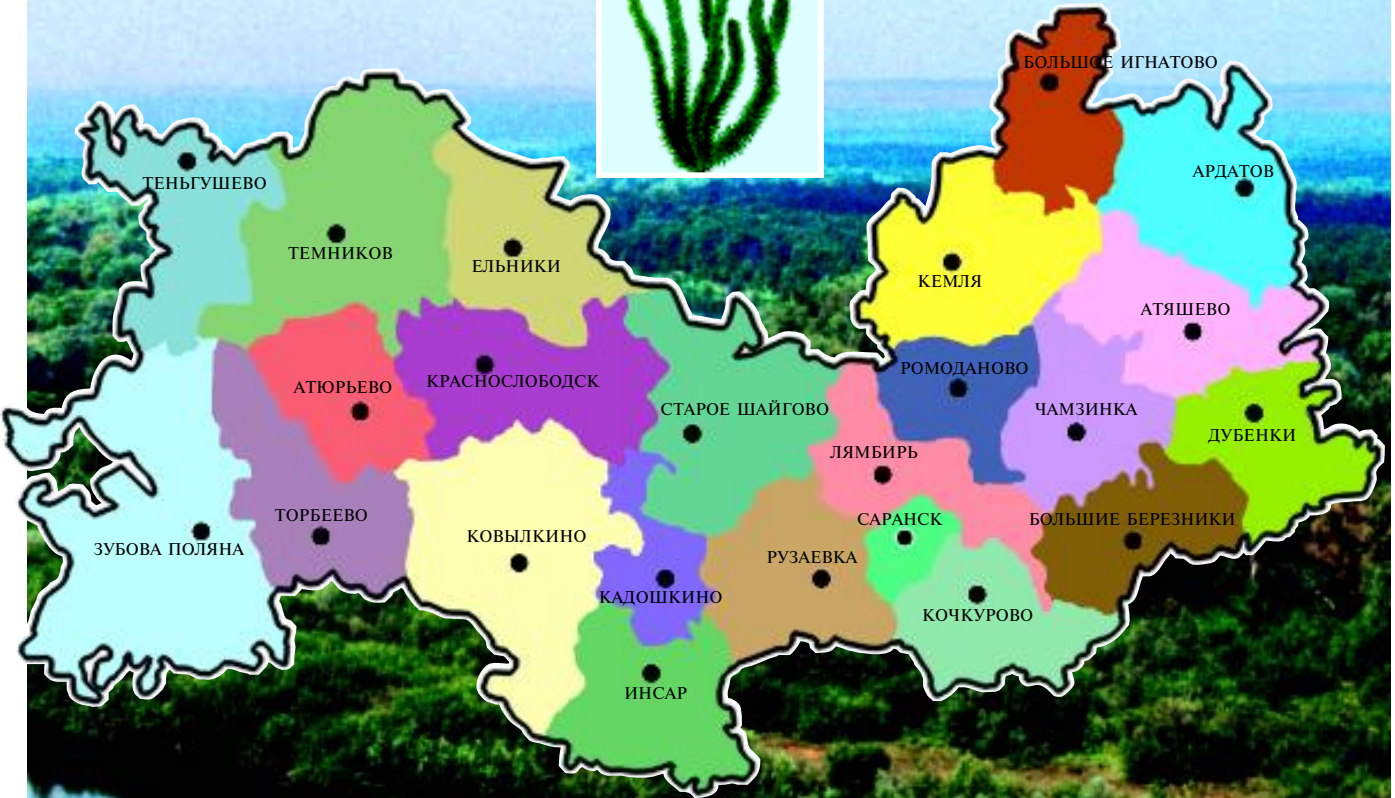 БОЛЬШОЕ ИГНАТОВО
АРДАТОВ
ТЕНЬГУШЕВО
ТЕМНИКОВ
ЕЛЬНИКИ
КЕМЛЯ
АТЯШЕВО
РОМОДАНОВО
КРАСНОСЛОБОДСК
АТЮРЬЕВО
СТАРОЕ ШАЙГОВО
ЧАМЗИНКА
ДУБЕНКИ
ЛЯМБИРЬ
ТОРБЕЕВО
САРАНСК
БОЛЬШИЕ БЕРЕЗНИКИ
КОВЫЛКИНО
ЗУБОВА ПОЛЯНА
РУЗАЕВКА
КАДОШКИНО
КОЧКУРОВО
ИНСАР